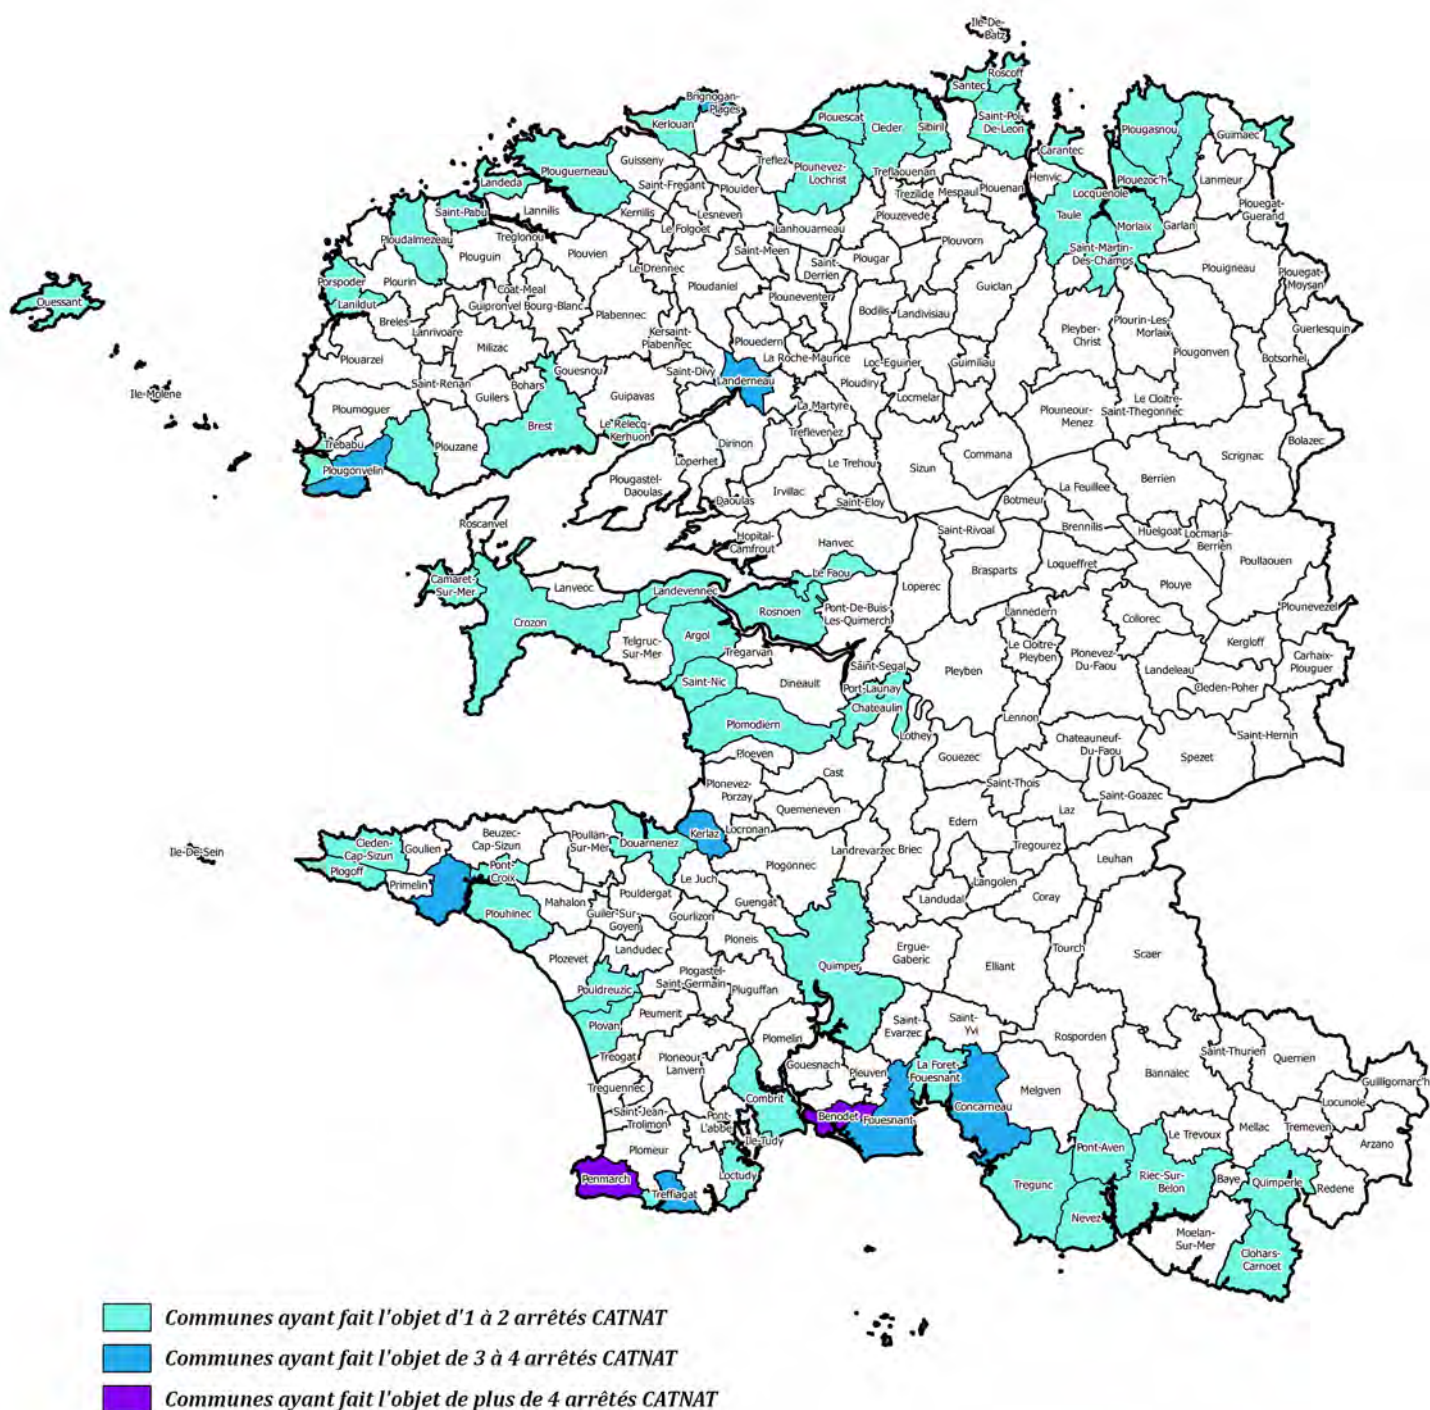 Ile-De-
Batz
Roscoff
Santec
Brignogan-
Plages
Plouescat
Cleder
Sibiril
Saint-Pol-
De-Leon
Kerlouan
Plougasnou
Guimaec
Carantec
Guisseny
Treflez
Plounevez-
Lochrist
Plouguerneau
Treflaouenan
Henvic
Plouezoc'h
Lanmeur
Landeda
Saint-Fregant
Plouider
Trezilide
Mespaul
Plouenan
Locquenole
Plouegat-
Guerand
Saint-Pabu
Lannilis
Kernilis
Lesneven
Plouzevede
Taule
Morlaix
Garlan
Le Folgoet
Lanhouarneau
Ploudalmezeau
Treglonou
Plouvien
Saint-Meen
Plouvorn
Saint-Martin-
Des-Champs
Plouguin
Le Drennec
Saint-
Derrien
Plougar
Plouigneau
Plouegat-
Moysan
Porspoder
Plourin
Coat-Meal
Ploudaniel
Guiclan
Ouessant
Lanildut
Guipronvel
Bourg-Blanc
Plouneventer
Bodilis
Landivisiau
Plourin-Les-
Morlaix
Guerlesquin
Breles
Lanrivoare
Plabennec
Kersaint-
Plabennec
Plouedern
Pleyber-
Christ
Plougonven
Botsorhel
Plouarzel
Milizac
La Roche-Maurice
Loc-Eguiner
Guimiliau
Saint-Renan
Bohars
Gouesnou
Saint-Divy
Landerneau
Ploudiry
Ile-Molene
Guilers
Guipavas
Locmelar
Le Cloitre-
Saint-Thegonnec
Ploumoguer
La Martyre
Plouneour-
Menez
Brest
Le Relecq-
Kerhuon
Treflevenez
Trebabu
Plouzane
Dirinon
Bolazec
Plougonvelin
Loperhet
Le Trehou
Sizun
Commana
Scrignac
Plougastel-
Daoulas
Irvillac
Berrien
La Feuillee
Daoulas
Saint-Eloy
Botmeur
Roscanvel
Hopital-
Camfrout
Hanvec
Saint-Rivoal
Brennilis
Huelgoat
Locmaria-
Berrien
Camaret-
Sur-Mer
Lanveoc
Landevennec
Le Faou
Loperec
Brasparts
Loqueffret
Plouye
Poullaouen
Rosnoen
Pont-De-Buis-
Les-Quimerch
Lannedern
Collorec
Plounevezel
Crozon
Argol
Telgruc-
Sur-Mer
Tregarvan
Le Cloitre-
Pleyben
Plonevez-
Du-Faou
Kergloff
Carhaix-
Plouguer
Saint-Segal
Pleyben
Landeleau
Saint-Nic
Dineault
Port-Launay
Cleden-Poher
Chateaulin
Plomodiern
Lennon
Lothey
Chateauneuf-
Du-Faou
Saint-Hernin
Ploeven
Gouezec
Spezet
Cast
Saint-Thois
Plonevez-
Porzay
Saint-Goazec
Quemeneven
Laz
Edern
Kerlaz
Locronan
Beuzec-
Cap-Sizun
Poullan-
Sur-Mer
Douarnenez
Cleden-
Cap-Sizun
Goulien
Landrevarzec
Briec
Tregourez
Ile-De-Sein
Plogonnec
Leuhan
Plogoff
Primelin
Pont-
Croix
Le Juch
Langolen
Pouldergat
Guengat
Landudal
Coray
Mahalon
Plouhinec
Guiler-Sur-
Goyen
Gourlizon
Ploneis
Ergue-
Gaberic
Tourch
Scaer
Plozevet
Landudec
Quimper
Elliant
Plogastel-
Saint-Germain
Pluguffan
Pouldreuzic
Peumerit
Saint-
Evarzec
Saint-
Yvi
Plovan
Plomelin
Rosporden
Treogat
Ploneour-
Lanvern
Gouesnach
Pleuven
La Foret-
Fouesnant
Saint-Thurien
Querrien
Treguennec
Melgven
Bannalec
Guilligomarc'h
Combrit
Saint-Jean-
Trolimon
Pont-
L'abbe
Benodet
Fouesnant
Concarneau
Locunole
Ile-Tudy
Le Trevoux
Mellac
Tremeven
Plomeur
Arzano
Pont-Aven
Penmarch
Loctudy
Riec-Sur-
Belon
Baye
Quimperle
Treffiagat
Tregunc
Redene
Nevez
Moelan-
Sur-Mer
Clohars-
Carnoet
Communes ayant fait l'objet d'1 à 2 arrêtés CATNAT
Communes ayant fait l'objet de 3 à 4 arrêtés CATNAT
Communes ayant fait l'objet de plus de 4 arrêtés CATNAT